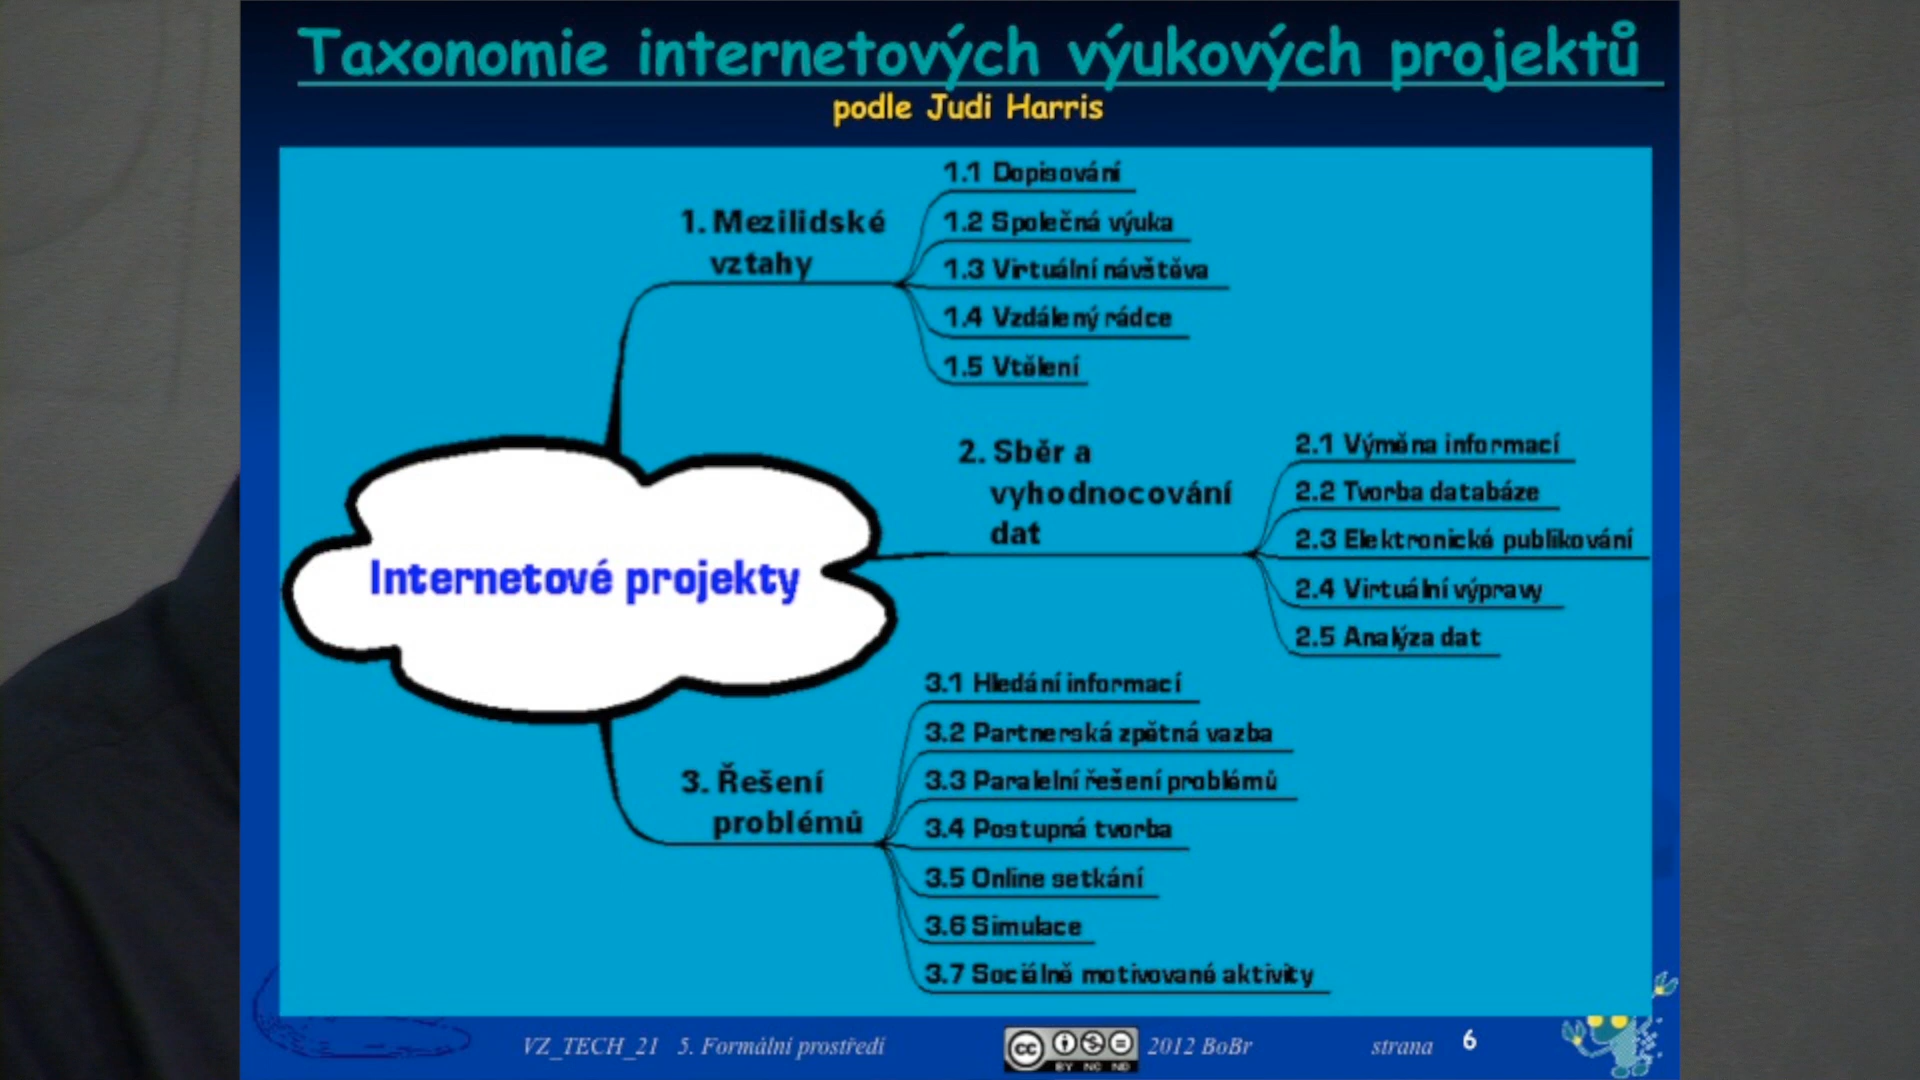 Taxonomie internetových výukových projektů
podle Judi Harris
1. Mezilidské
vztahy
1.1 Dopisování
1.2 Společná výuka
1.3 Virtuální návštěva
1.4 Vzdálený rádce
1.5 Vtělení
Internetové projekty
2. Sběr a
vyhodnocování
dat
2.1 Výměna informací
2.2 Tvorba databáze
2.3 Elektronické publikování
2.4 Virtuální výpravy
2.5 Analýza dat
3. Řešení
problémů
3.1 Hledání informací
3.2 Partnerská zpětná vazba
3.3 Paralelní řešení problémů
3.4 Postupná tvorba
3.5 Online setkání
3.6 Simulace
3.7 Sociálně motivované aktivity
VZ_TECH_21 5. Formální prostředí
cc BY NC ND
2012 BoBr
strana 6